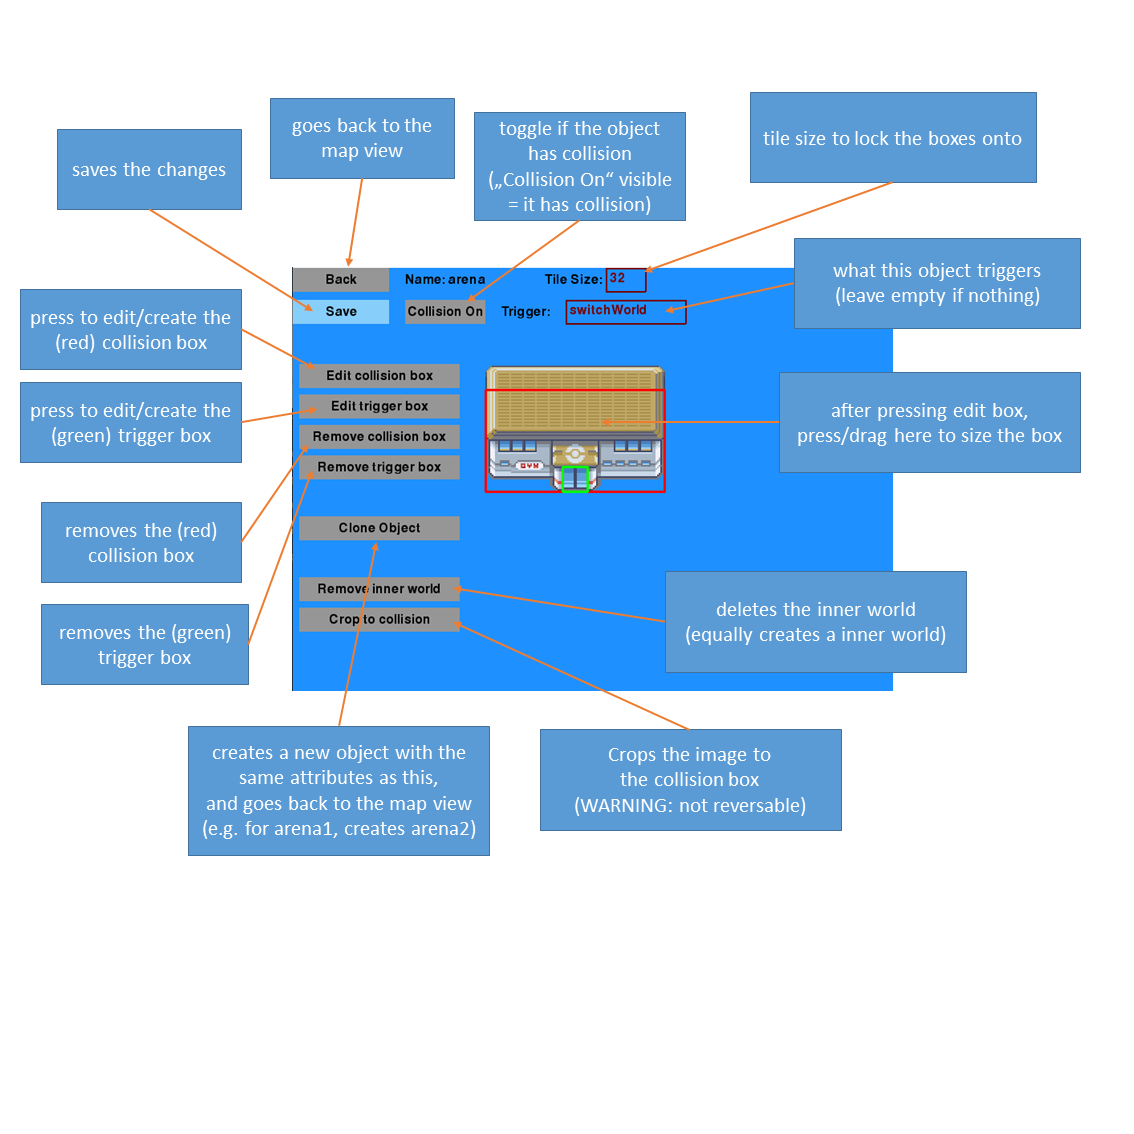 goes back to the
map view
toggle if the object
has collision
(„Collision On“ visible
= it has collision)
tile size to lock the boxes onto
saves the changes
what this object triggers
(leave empty if nothing)
Back
Name: arena
Tile Size:
32
Save
Collision On
Trigger:
switchWorld
press to edit/create the
(red) collision box
press to edit/create the
(green) trigger box
Edit collision box
Edit trigger box
Remove collision box
Remove trigger box
GYM
after pressing edit box,
press/drag here to size the box
removes the (red)
collision box
Clone Object
Remove inner world
Crop to collision
removes the (green)
trigger box
deletes the inner world
(equally creates a inner world)
creates a new object with the
same attributes as this,
and goes back to the map view
(e.g. for arena1, creates arena2)
Crops the image to
the collision box
(WARNING: not reversable)